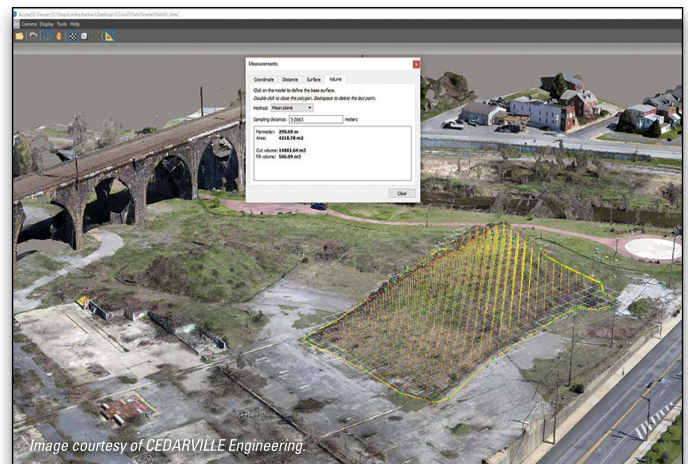 Acute3D Viewer
Camera Display Tools Help
Measurements
Coordinate Distance Surface Volume
Click on the model to define the base surface.
Double click to close the polygon. Backspace to delete the last point.
Method: Mean plane
Sampling distance: 3.0063 meters
Perimeter: 290.69 m
Area: 4218.78 m2
Cut volume: 14801.64 m3
Fill volume: 506.09 m3
Clear
Image courtesy of CEDARVILLE Engineering.